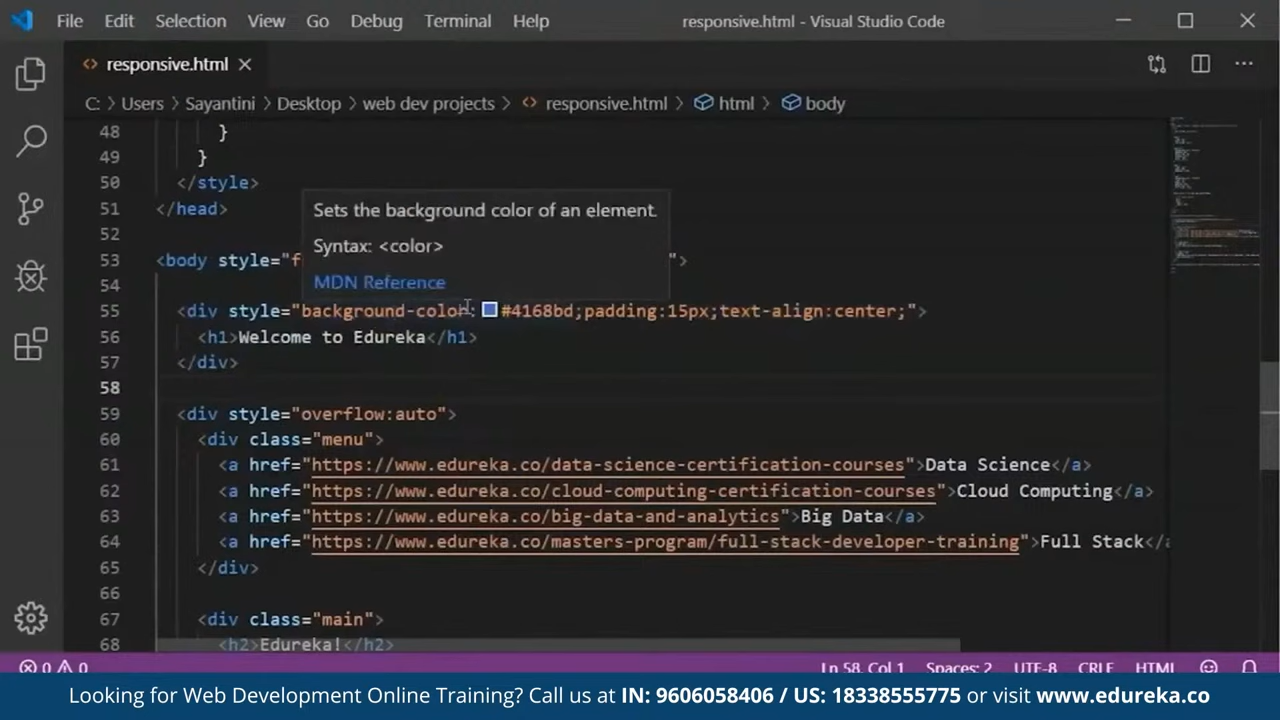 File Edit Selection View Go Debug Terminal Help responsive.html - Visual Studio Code
responsive.html
C: > Users > Sayantini > Desktop > web dev projects > responsive.html > html > body
48 }
49 }
50 </style>
51 </head>
Sets the background color of an element.
Syntax: <color>
MDN Reference
52
53 <body style="f ">
54
55 <div style="background-color: #4168bd;padding:15px;text-align:center;">
56 <h1>Welcome to Edureka</h1>
57 </div>
58
59 <div style="overflow:auto">
60 <div class="menu">
61 <a href="https://www.edureka.co/data-science-certification-courses">Data Science</a>
62 <a href="https://www.edureka.co/cloud-computing-certification-courses">Cloud Computing</a>
63 <a href="https://www.edureka.co/big-data-and-analytics">Big Data</a>
64 <a href="https://www.edureka.co/masters-program/full-stack-developer-training">Full Stack</a
65 </div>
66
67 <div class="main">
68 <h2>Edureka!</h2>
0 0 Ln 58, Col 1 Spaces: 2 UTF-8 CRLF HTML
Looking for Web Development Online Training? Call us at IN: 9606058406 / US: 18338555775 or visit www.edureka.co